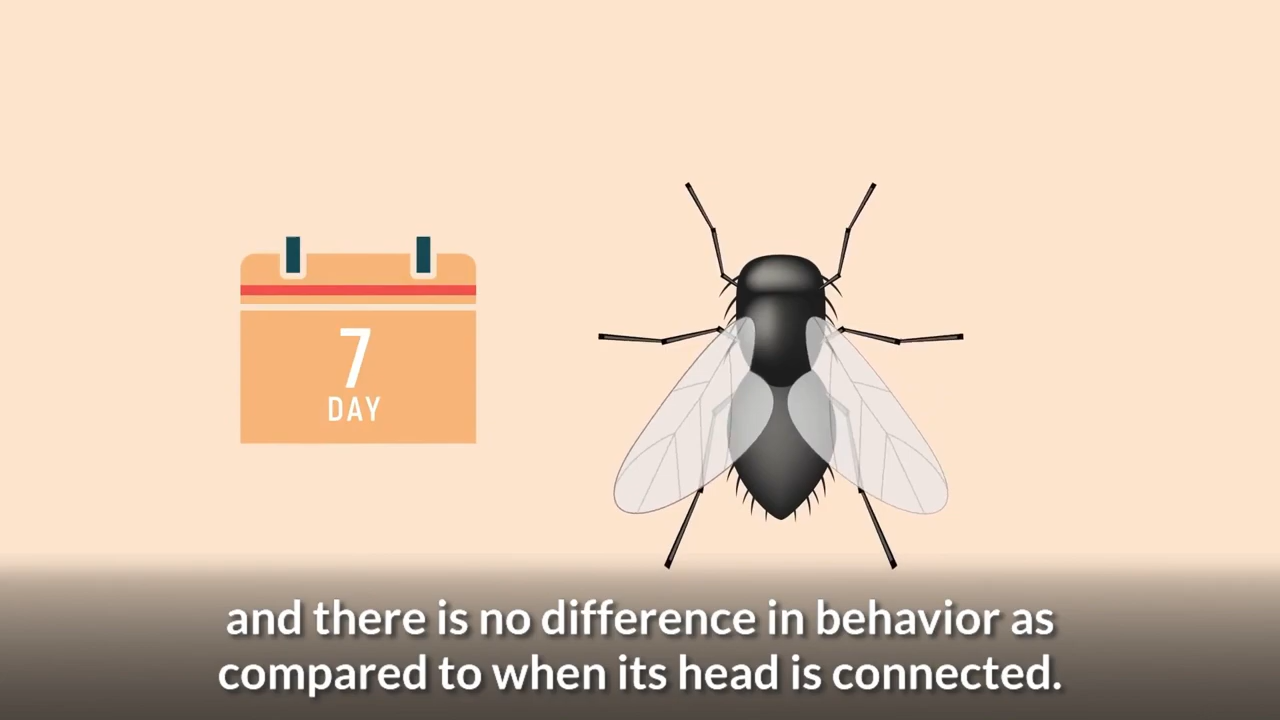 7
DAY
and there is no difference in behavior as
compared to when its head is connected.